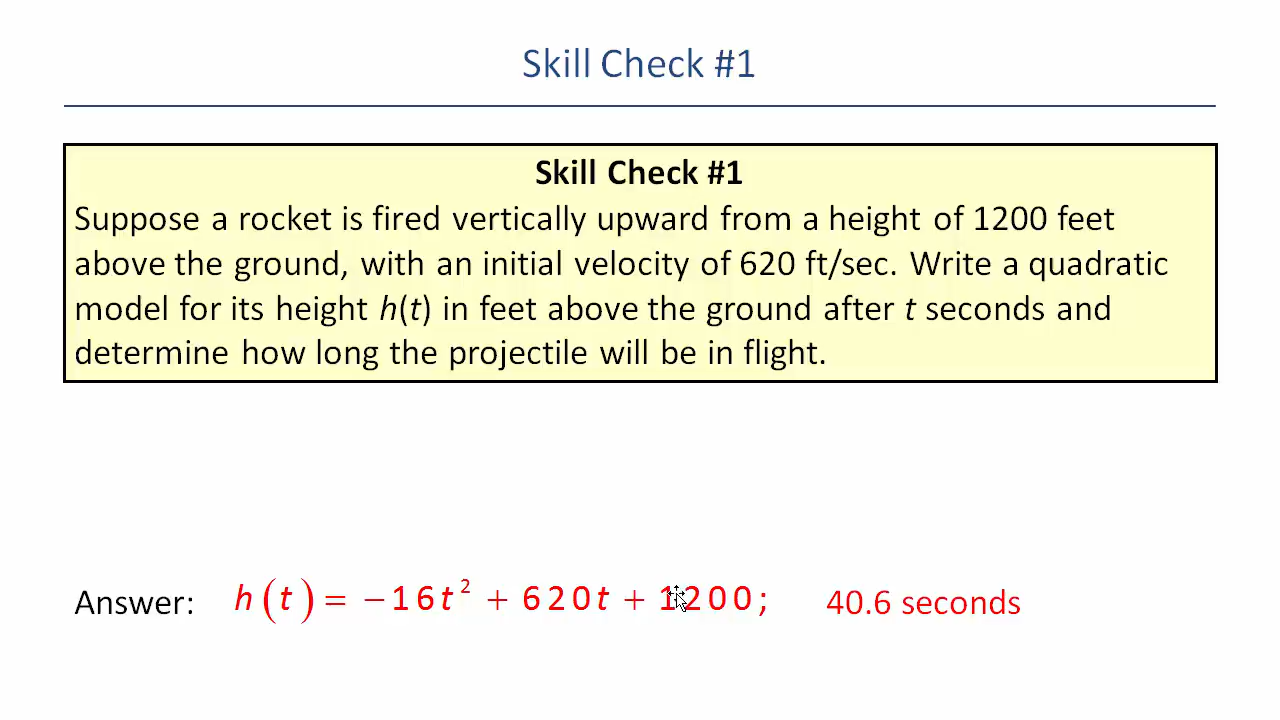 Skill Check #1
Skill Check #1
Suppose a rocket is fired vertically upward from a height of 1200 feet
above the ground, with an initial velocity of 620 ft/sec. Write a quadratic
model for its height h(t) in feet above the ground after t seconds and
determine how long the projectile will be in flight.
Answer: h(t) = −16t² + 620t + 1200; 40.6 seconds